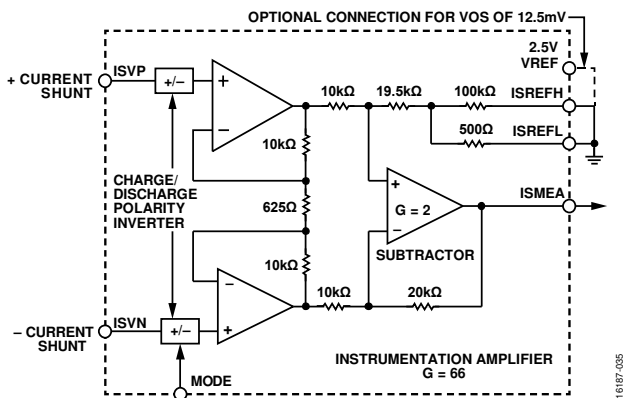 OPTIONAL CONNECTION FOR VOS OF 12.5mV
2.5V
VREF
ISVP
+ CURRENT
SHUNT
+/–
+
–
10kΩ
19.5kΩ
100kΩ
ISREFH
500Ω
ISREFL
10kΩ
CHARGE/
DISCHARGE
POLARITY
INVERTER
625Ω
+
G = 2
–
ISMEA
SUBTRACTOR
10kΩ
–
+
10kΩ
20kΩ
– CURRENT
SHUNT
ISVN
+/–
INSTRUMENTATION AMPLIFIER
G = 66
MODE
16187-035